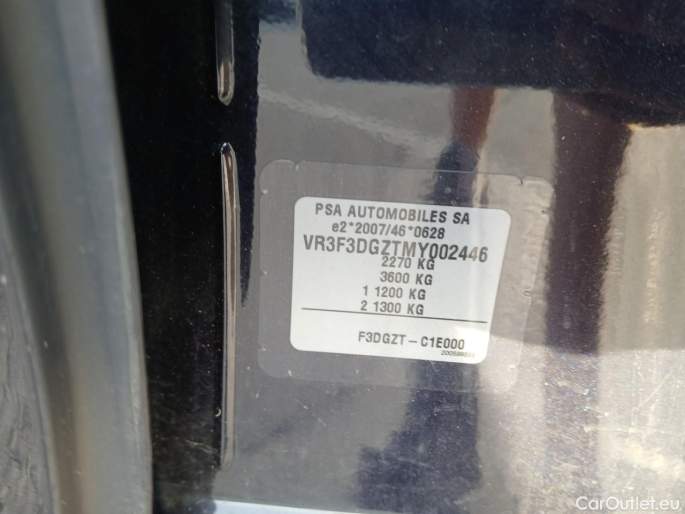 PSA AUTOMOBILES SA
e2*2007/46*0628
VR3F3DGZTMY002446
2270 KG
3600 KG
1 1200 KG
2 1300 KG
F3DGZT - C1E000
CarOutlet.eu